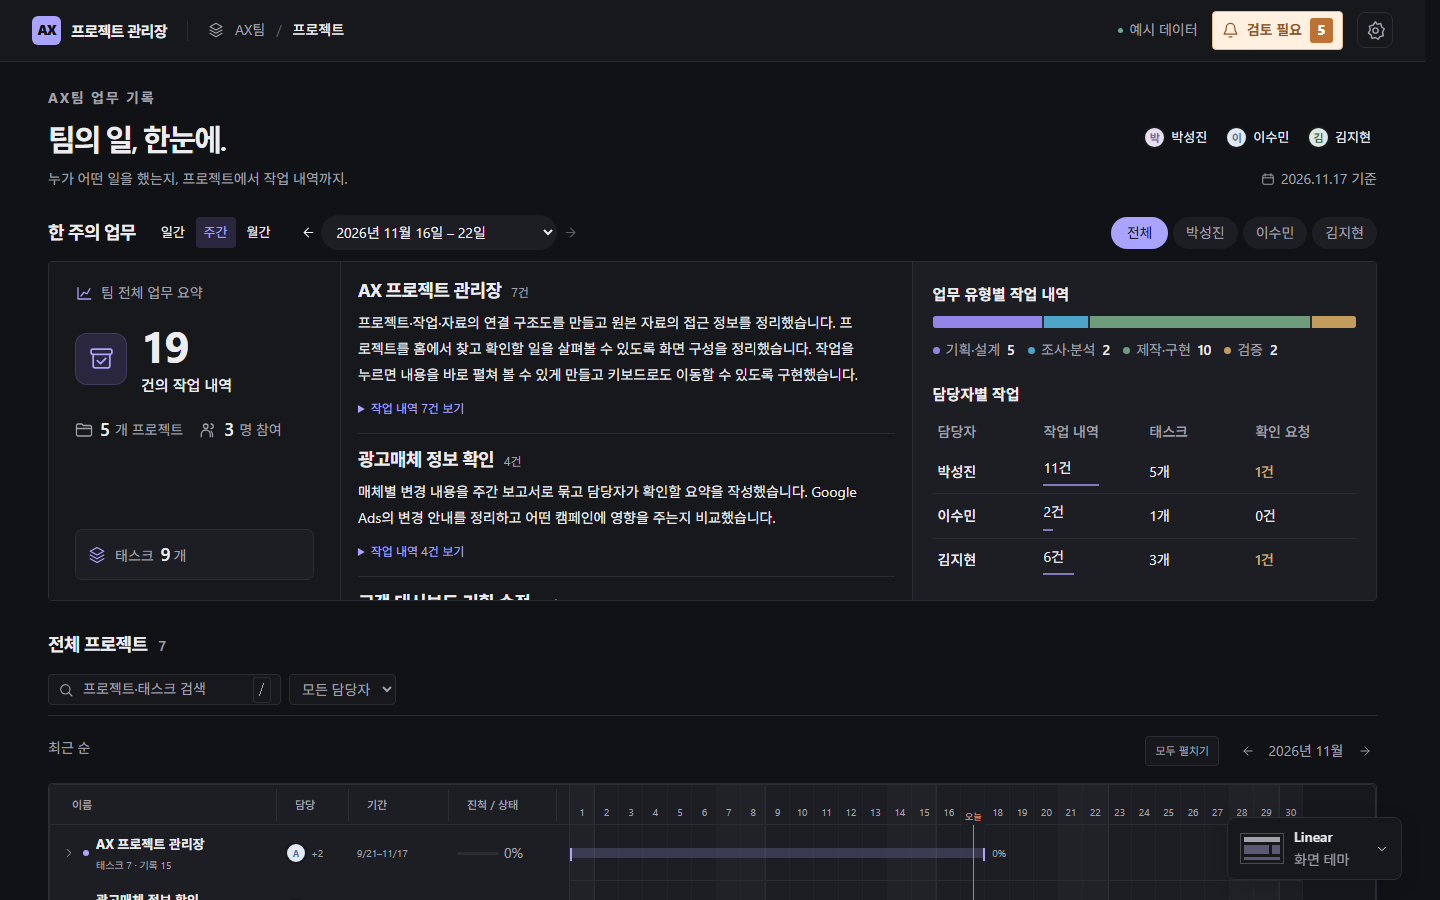 AX 프로젝트 관리장 AX팀 / 프로젝트
예시 데이터 검토 필요 5
AX팀 업무 기록
팀의 일, 한눈에.
박 박성진 이 이수민 김 김지현
누가 어떤 일을 했는지, 프로젝트에서 작업 내역까지.
2026.11.17 기준
한 주의 업무 일간 주간 월간 ← 2026년 11월 16일 – 22일 →
전체 박성진 이수민 김지현
팀 전체 업무 요약
19
건의 작업 내역
5 개 프로젝트 3 명 참여
태스크 9 개
AX 프로젝트 관리장 7건
프로젝트·작업·자료의 연결 구조도를 만들고 원본 자료의 접근 정보를 정리했습니다. 프
로젝트를 홈에서 찾고 확인할 일을 살펴볼 수 있도록 화면 구성을 정리했습니다. 작업을
누르면 내용을 바로 펼쳐 볼 수 있게 만들고 키보드로도 이동할 수 있도록 구현했습니다.
▶ 작업 내역 7건 보기
광고매체 정보 확인 4건
매체별 변경 내용을 주간 보고서로 묶고 담당자가 확인할 요약을 작성했습니다. Google
Ads의 변경 안내를 정리하고 어떤 캠페인에 영향을 주는지 비교했습니다.
▶ 작업 내역 4건 보기
업무 유형별 작업 내역
기획·설계 5 조사·분석 2 제작·구현 10 검증 2
담당자별 작업
담당자 작업 내역 태스크 확인 요청
박성진 11건 5개 1건
이수민 2건 1개 0건
김지현 6건 3개 1건
전체 프로젝트 7
프로젝트·태스크 검색 / 모든 담당자
최근 순
모두 펼치기 ← 2026년 11월 →
이름 담당 기간 진척 / 상태 1 2 3 4 5 6 7 8 9 10 11 12 13 14 15 16 오늘 18 19 20 21 22 23 24 25 26 27 28 29 30
AX 프로젝트 관리장 A +2 9/21–11/17 0% 0%
태스크 7 · 기록 15
Linear
화면 테마